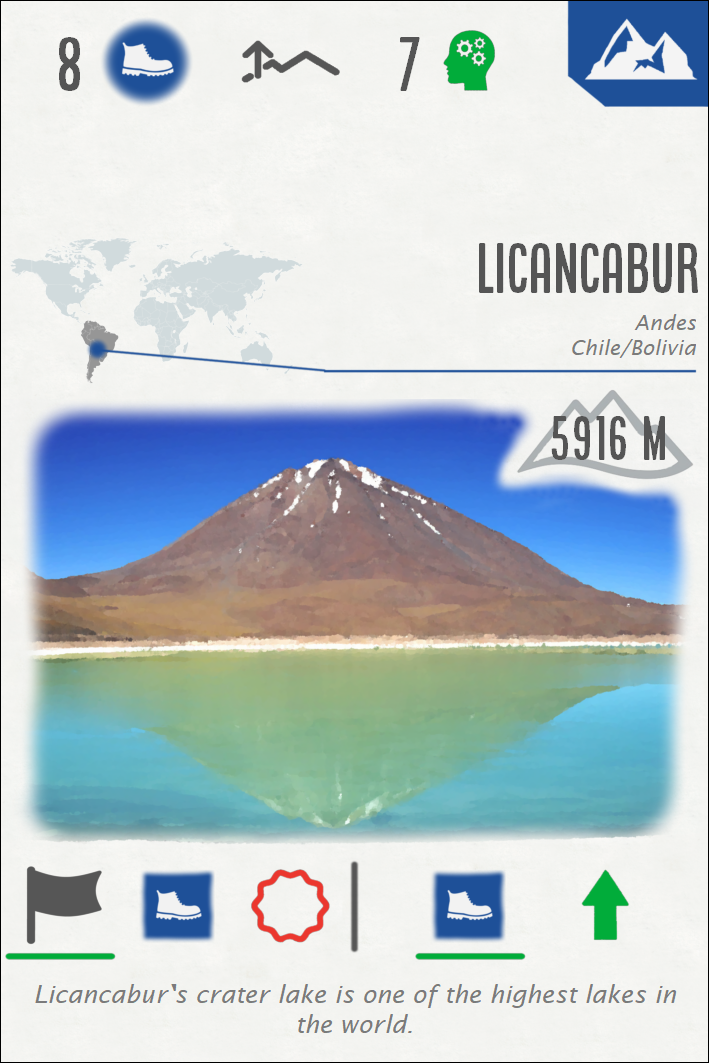 8 7
LICANCABUR
Andes
Chile/Bolivia
5916 M
Licancabur‛s crater lake is one of the highest lakes in
the world.